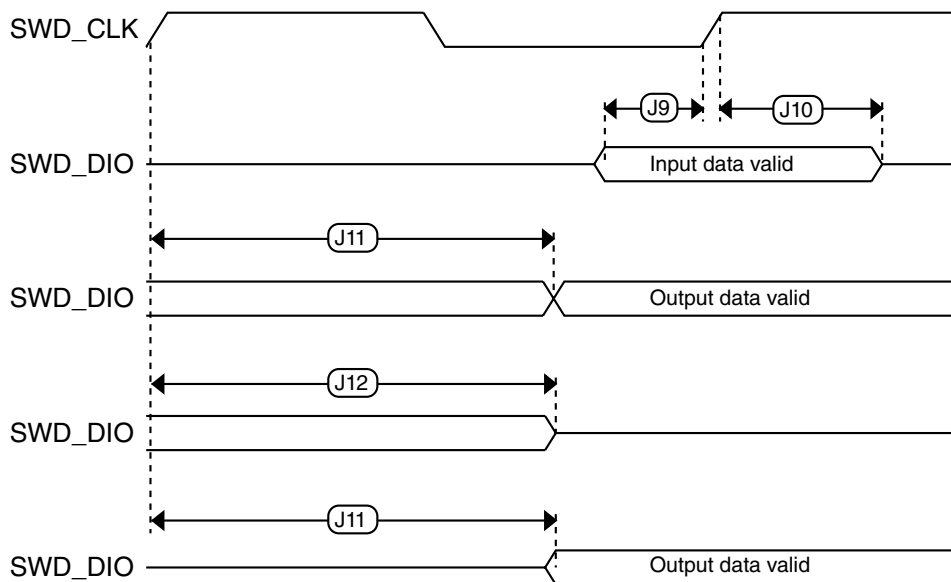 SWD_CLK
J9
J10
SWD_DIO
Input data valid
J11
SWD_DIO
Output data valid
J12
SWD_DIO
J11
SWD_DIO
Output data valid